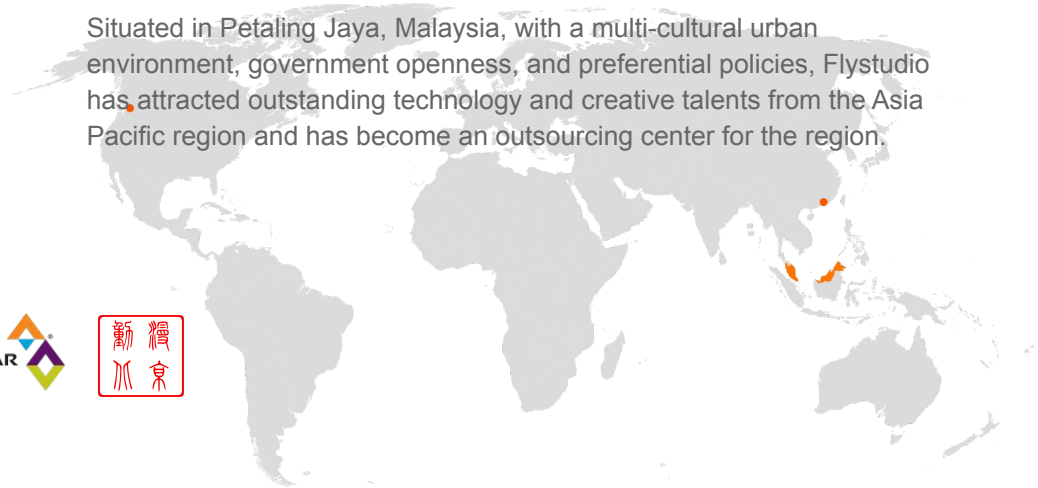 Situated in Petaling Jaya, Malaysia, with a multi-cultural urban
environment, government openness, and preferential policies, Flystudio
has attracted outstanding technology and creative talents from the Asia
Pacific region and has become an outsourcing center for the region.
AR
動漫